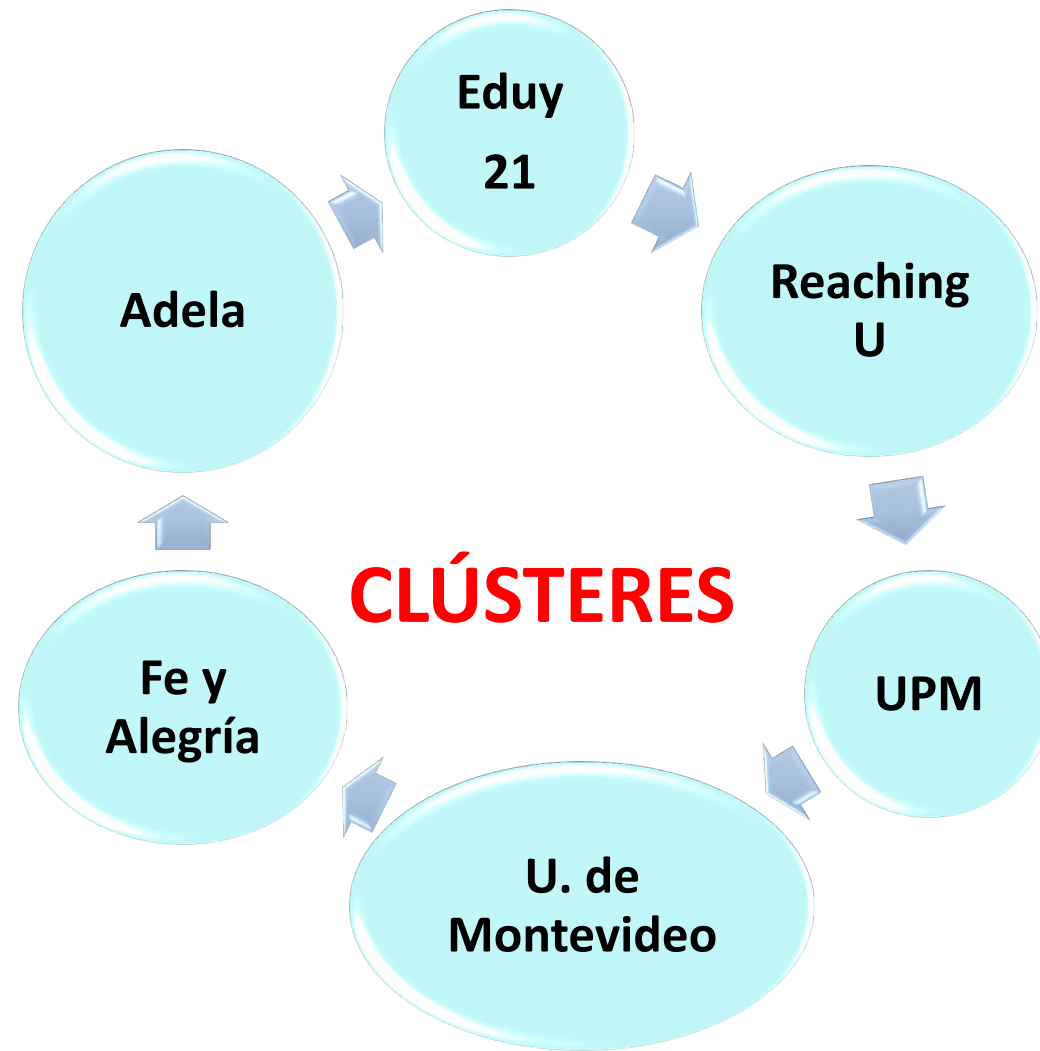 Eduy
21
Reaching
U
UPM
U. de
Montevideo
Fe y
Alegría
Adela
CLÚSTERES